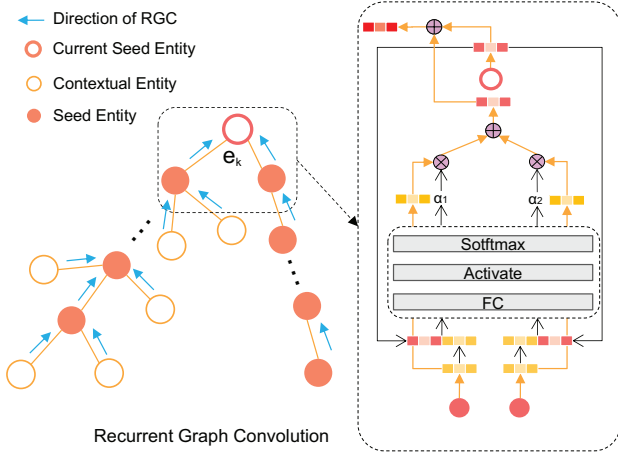 Direction of RGC
Current Seed Entity
Contextual Entity
Seed Entity
eₖ
α₁
α₂
Sotftmax
Activate
FC
Recurrent Graph Convolution